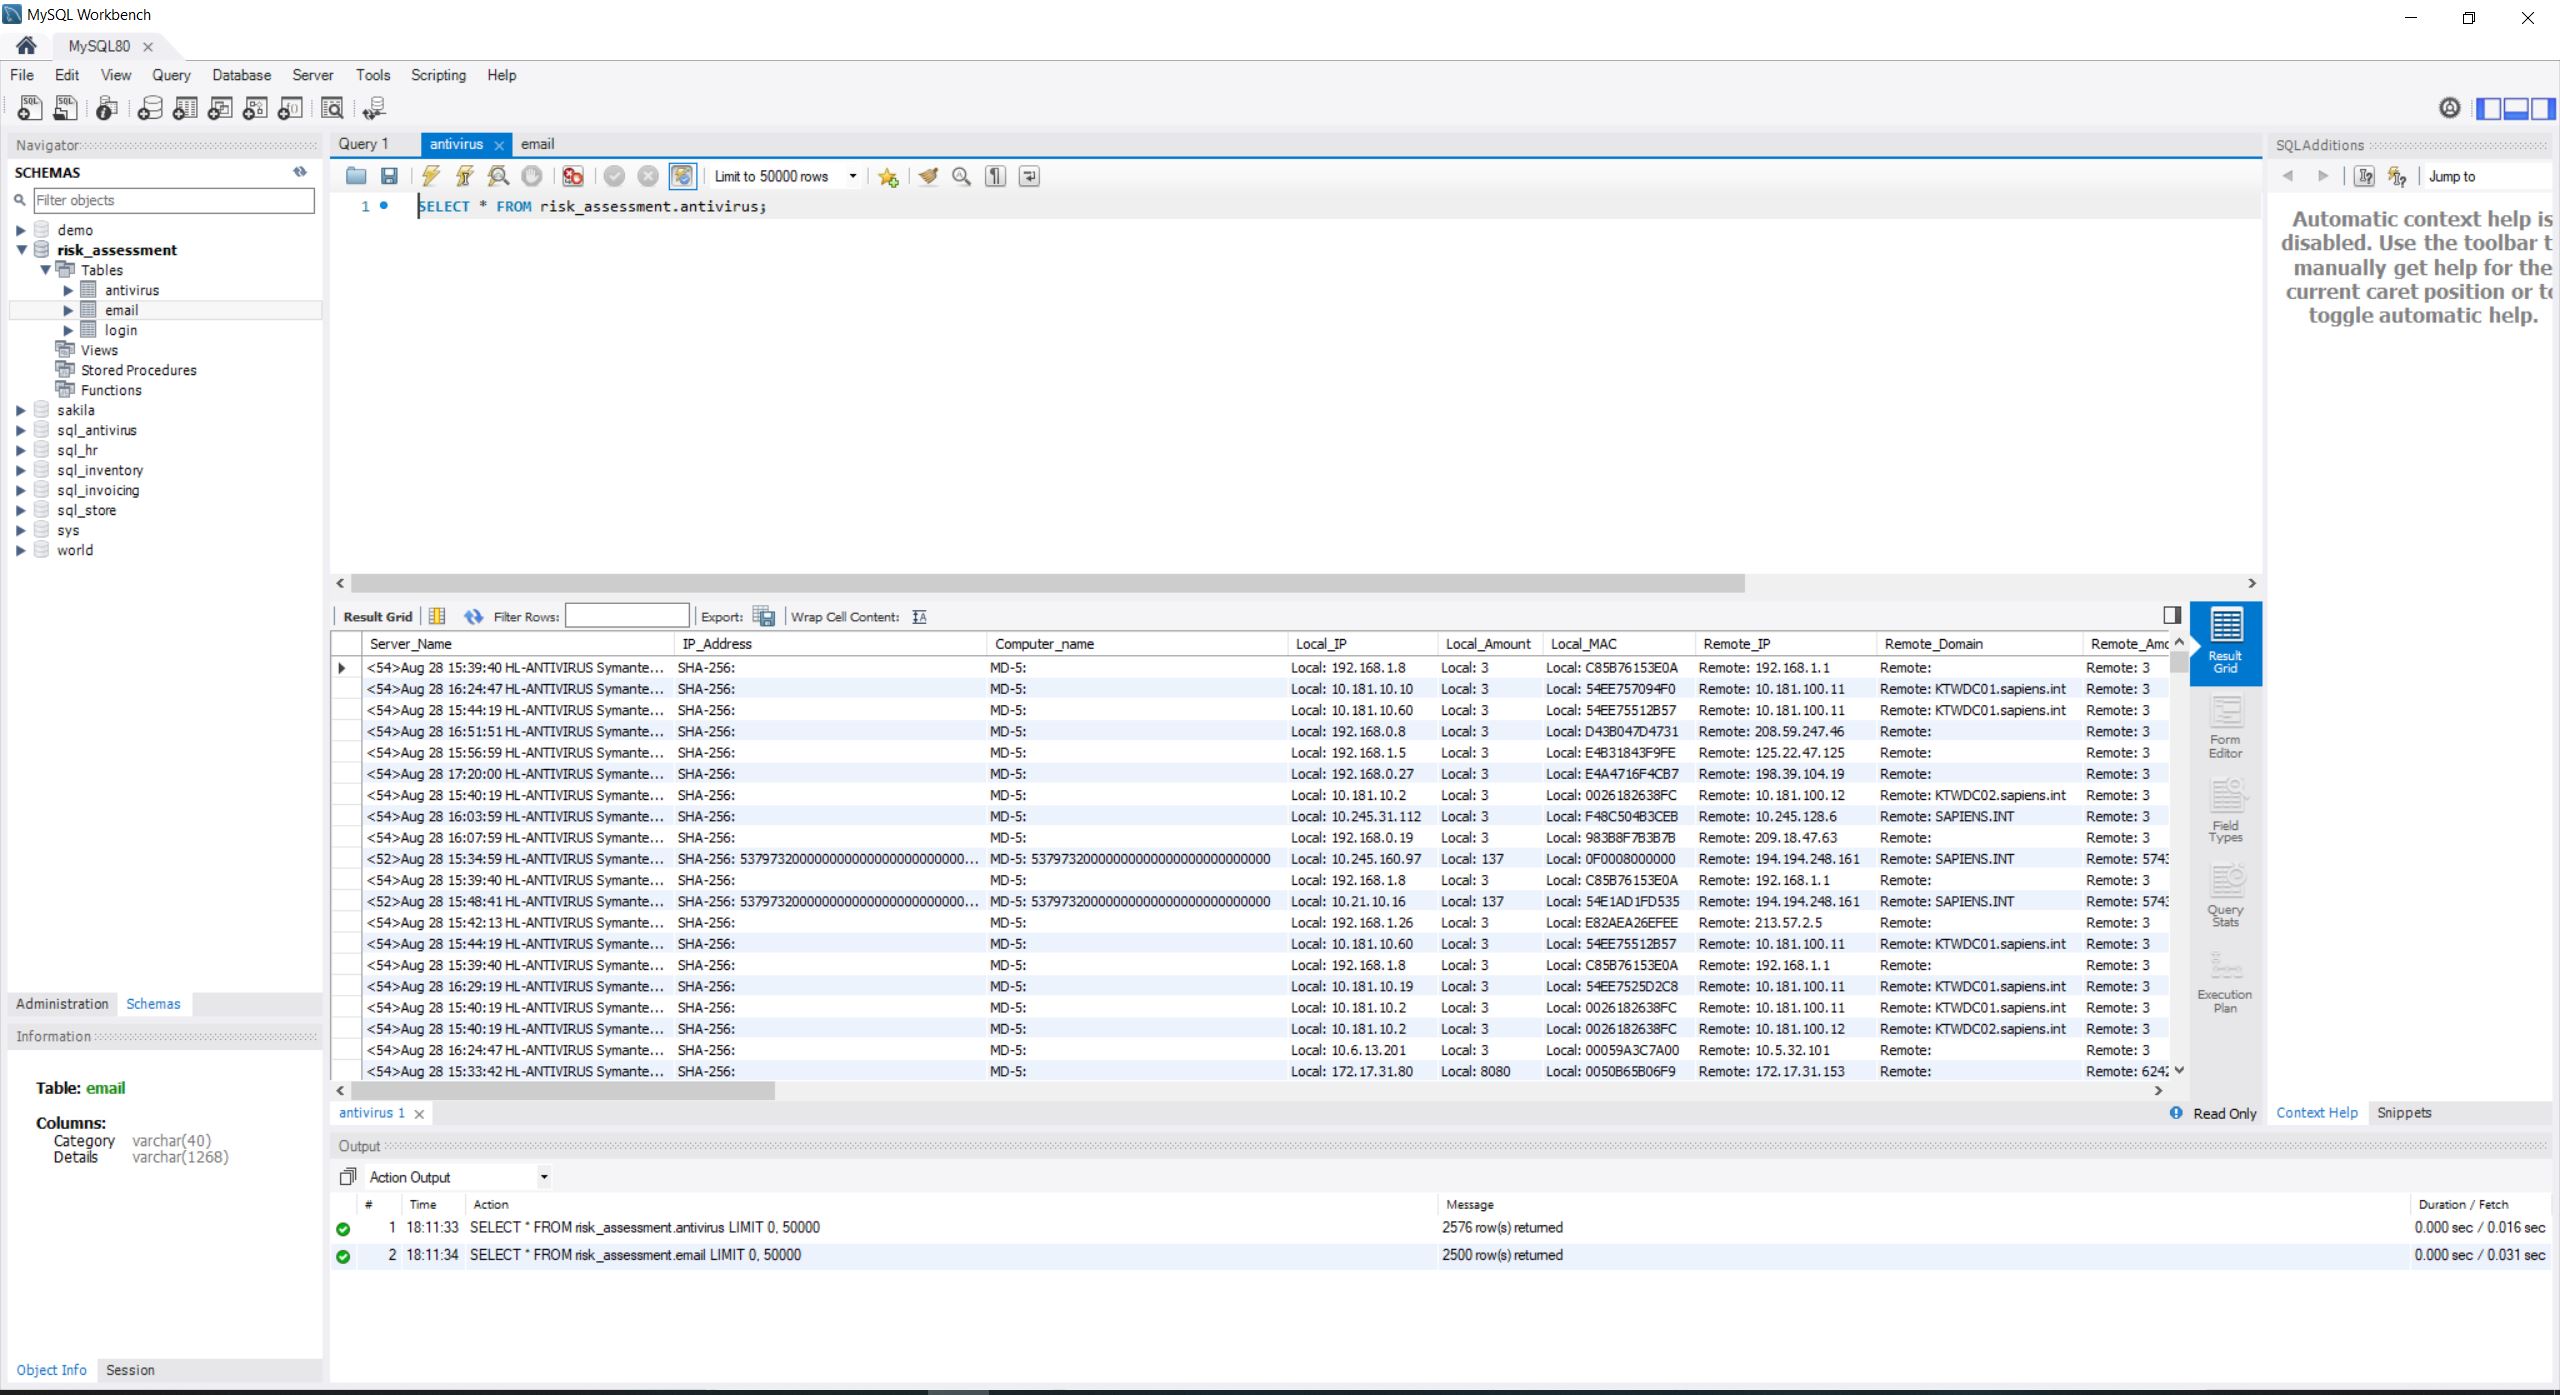 MySQL Workbench
MySQL80
File Edit View Query Database Server Tools Scripting Help
Navigator
SCHEMAS
Filter objects
demo
risk_assessment
Tables
antivirus
email
login
Views
Stored Procedures
Functions
sakila
sql_antivirus
sql_hr
sql_inventory
sql_invoicing
sql_store
sys
world
Administration Schemas
Information
Table: email
Columns:
Category varchar(40)
Details varchar(1268)
Object Info Session
Query 1 antivirus email
Limit to 50000 rows
1 SELECT * FROM risk_assessment.antivirus;
Result Grid Filter Rows: Export: Wrap Cell Content:
Server_Name IP_Address Computer_name Local_IP Local_Amount Local_MAC Remote_IP Remote_Domain Remote_Amo
<54>Aug 28 15:39:40 HL-ANTIVIRUS Symante... SHA-256: MD-5: Local: 192.168.1.8 Local: 3 Local: C85B76153E0A Remote: 192.168.1.1 Remote: Remote: 3
<54>Aug 28 16:24:47 HL-ANTIVIRUS Symante... SHA-256: MD-5: Local: 10.181.10.10 Local: 3 Local: 54EE757094F0 Remote: 10.181.100.11 Remote: KTWDC01.sapiens.int Remote: 3
<54>Aug 28 15:44:19 HL-ANTIVIRUS Symante... SHA-256: MD-5: Local: 10.181.10.60 Local: 3 Local: 54EE75512B57 Remote: 10.181.100.11 Remote: KTWDC01.sapiens.int Remote: 3
<54>Aug 28 16:51:51 HL-ANTIVIRUS Symante... SHA-256: MD-5: Local: 192.168.0.8 Local: 3 Local: D43B047D4731 Remote: 208.59.247.46 Remote: Remote: 3
<54>Aug 28 15:56:59 HL-ANTIVIRUS Symante... SHA-256: MD-5: Local: 192.168.1.5 Local: 3 Local: E4B31843F9FE Remote: 125.22.47.125 Remote: Remote: 3
<54>Aug 28 17:20:00 HL-ANTIVIRUS Symante... SHA-256: MD-5: Local: 192.168.0.27 Local: 3 Local: E4A4716F4CB7 Remote: 198.39.104.19 Remote: Remote: 3
<54>Aug 28 15:40:19 HL-ANTIVIRUS Symante... SHA-256: MD-5: Local: 10.181.10.2 Local: 3 Local: 0026182638FC Remote: 10.181.100.12 Remote: KTWDC02.sapiens.int Remote: 3
<54>Aug 28 16:03:59 HL-ANTIVIRUS Symante... SHA-256: MD-5: Local: 10.245.31.112 Local: 3 Local: F48C504B3CEB Remote: 10.245.128.6 Remote: SAPIENS.INT Remote: 3
<54>Aug 28 16:07:59 HL-ANTIVIRUS Symante... SHA-256: MD-5: Local: 192.168.0.19 Local: 3 Local: 983B8F7B3B7B Remote: 209.18.47.63 Remote: Remote: 3
<52>Aug 28 15:34:59 HL-ANTIVIRUS Symante... SHA-256: MD-5: Local: 10.245.160.97 Local: 137 Local: 0F0008000000 Remote: 194.194.248.161 Remote: SAPIENS.INT Remote: 5743
<54>Aug 28 15:39:40 HL-ANTIVIRUS Symante... SHA-256: MD-5: Local: 192.168.1.8 Local: 3 Local: C85B76153E0A Remote: 192.168.1.1 Remote: Remote: 3
<52>Aug 28 15:48:41 HL-ANTIVIRUS Symante... SHA-256: MD-5: Local: 10.21.10.16 Local: 137 Local: 54E1AD1FD535 Remote: 194.194.248.161 Remote: SAPIENS.INT Remote: 5743
<54>Aug 28 15:42:13 HL-ANTIVIRUS Symante... SHA-256: MD-5: Local: 192.168.1.26 Local: 3 Local: E82AEA26EFEE Remote: 213.57.2.5 Remote: Remote: 3
<54>Aug 28 15:44:19 HL-ANTIVIRUS Symante... SHA-256: MD-5: Local: 10.181.10.60 Local: 3 Local: 54EE75512B57 Remote: 10.181.100.11 Remote: KTWDC01.sapiens.int Remote: 3
<54>Aug 28 15:39:40 HL-ANTIVIRUS Symante... SHA-256: MD-5: Local: 192.168.1.8 Local: 3 Local: C85B76153E0A Remote: 192.168.1.1 Remote: Remote: 3
<54>Aug 28 16:29:19 HL-ANTIVIRUS Symante... SHA-256: MD-5: Local: 10.181.10.19 Local: 3 Local: 54EE7525D2C8 Remote: 10.181.100.11 Remote: KTWDC01.sapiens.int Remote: 3
<54>Aug 28 15:40:19 HL-ANTIVIRUS Symante... SHA-256: MD-5: Local: 10.181.10.2 Local: 3 Local: 0026182638FC Remote: 10.181.100.11 Remote: KTWDC01.sapiens.int Remote: 3
<54>Aug 28 15:40:19 HL-ANTIVIRUS Symante... SHA-256: MD-5: Local: 10.181.10.2 Local: 3 Local: 0026182638FC Remote: 10.181.100.12 Remote: KTWDC02.sapiens.int Remote: 3
<54>Aug 28 16:24:47 HL-ANTIVIRUS Symante... SHA-256: MD-5: Local: 10.6.13.201 Local: 3 Local: 00059A3C7A00 Remote: 10.5.32.101 Remote: Remote: 3
<54>Aug 28 15:33:42 HL-ANTIVIRUS Symante... SHA-256: MD-5: Local: 172.17.31.80 Local: 8080 Local: 0050B65B06F9 Remote: 172.17.31.153 Remote: Remote: 6242
antivirus 1
Read Only
Result
Grid
Form
Editor
Field
Types
Query
Stats
Execution
Plan
SQLAdditions
Jump to
Automatic context help is
disabled. Use the toolbar t
manually get help for the
current caret position or to
toggle automatic help.
Context Help Snippets
Output
Action Output
# Time Action Message Duration / Fetch
1 18:11:33 SELECT * FROM risk_assessment.antivirus LIMIT 0, 50000 2576 row(s) returned 0.000 sec / 0.016 sec
2 18:11:34 SELECT * FROM risk_assessment.email LIMIT 0, 50000 2500 row(s) returned 0.000 sec / 0.031 sec